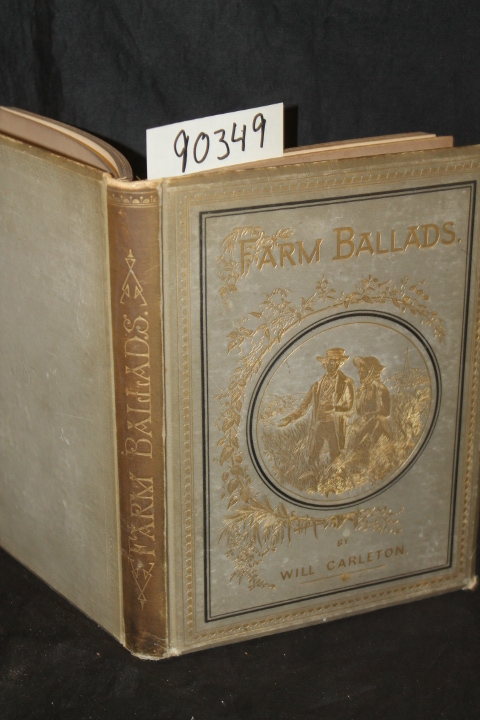 90349
FARM BALLADS.
BY
WILL CARLETON.
FARM BALLADS.